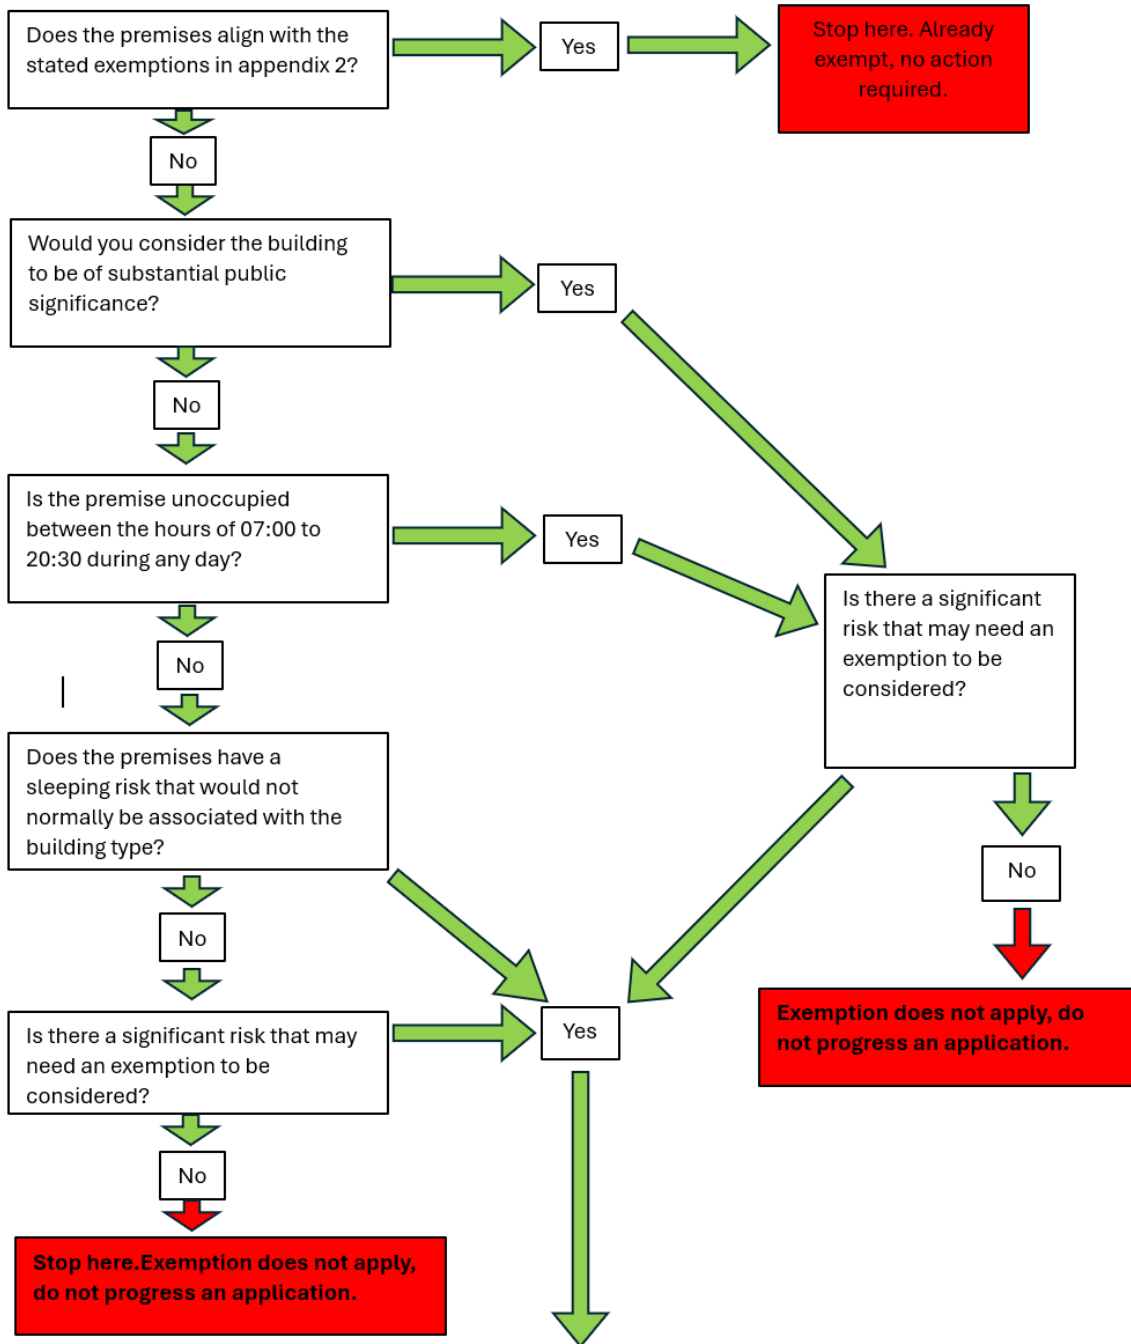 Does the premises align with the
stated exemptions in appendix 2?
Yes
Stop here. Already
exempt, no action
required.
No
Would you consider the building
to be of substantial public
significance?
Yes
No
Is the premise unoccupied
between the hours of 07:00 to
20:30 during any day?
Yes
Is there a significant
risk that may need an
exemption to be
considered?
No
Does the premises have a
sleeping risk that would not
normally be associated with the
building type?
No
No
Exemption does not apply, do
not progress an application.
Is there a significant risk that may
need an exemption to be
considered?
Yes
No
Stop here.Exemption does not apply,
do not progress an application.